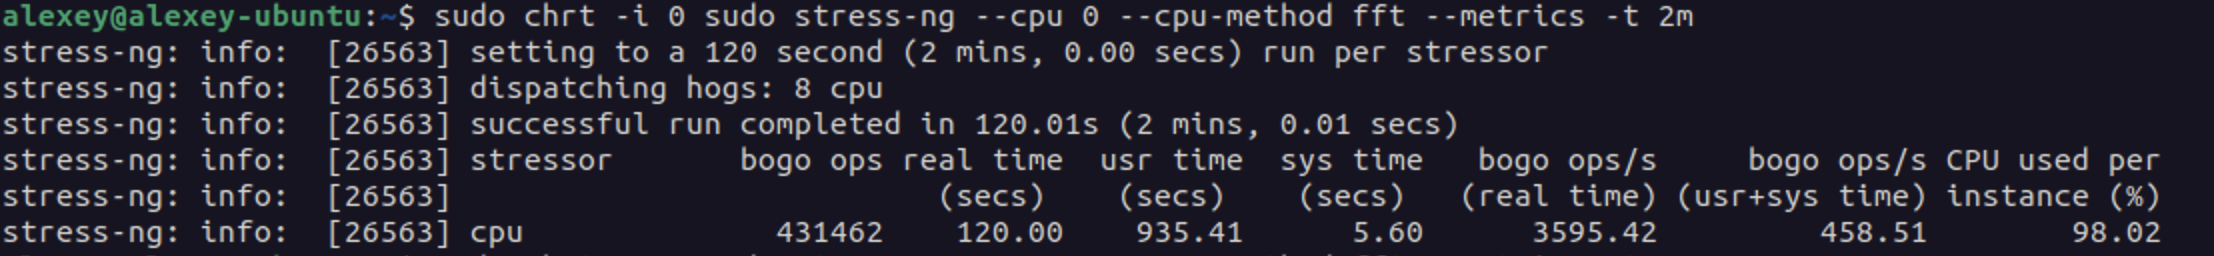 alexey@alexey-ubuntu:~$ sudo chrt -i 0 sudo stress-ng --cpu 0 --cpu-method fft --metrics -t 2m
stress-ng: info:  [26563] setting to a 120 second (2 mins, 0.00 secs) run per stressor
stress-ng: info:  [26563] dispatching hogs: 8 cpu
stress-ng: info:  [26563] successful run completed in 120.01s (2 mins, 0.01 secs)
stress-ng: info:  [26563] stressor       bogo ops real time  usr time  sys time   bogo ops/s     bogo ops/s CPU used per
stress-ng: info:  [26563]                           (secs)    (secs)    (secs)   (real time) (usr+sys time) instance (%)
stress-ng: info:  [26563] cpu              431462    120.00    935.41      5.60      3595.42         458.51        98.02